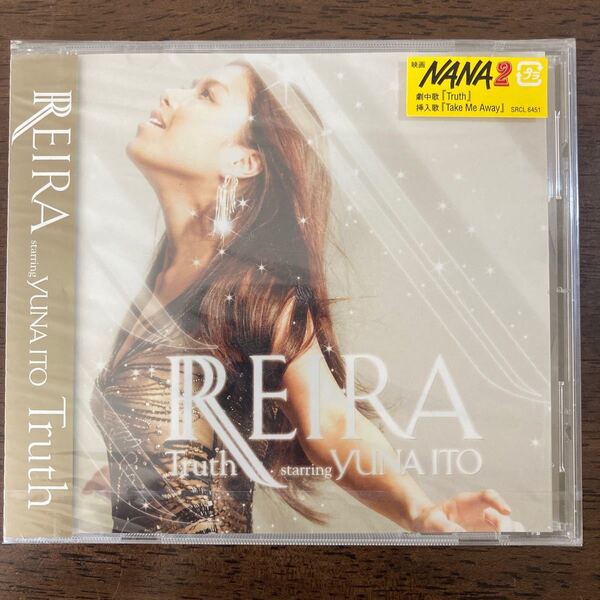 REIRA starring YUNA ITO Truth
映画 NANA2
劇中歌『Truth』
挿入歌『Take Me Away』 SRCL 6451
REIRA
Truth starring YUNA ITO